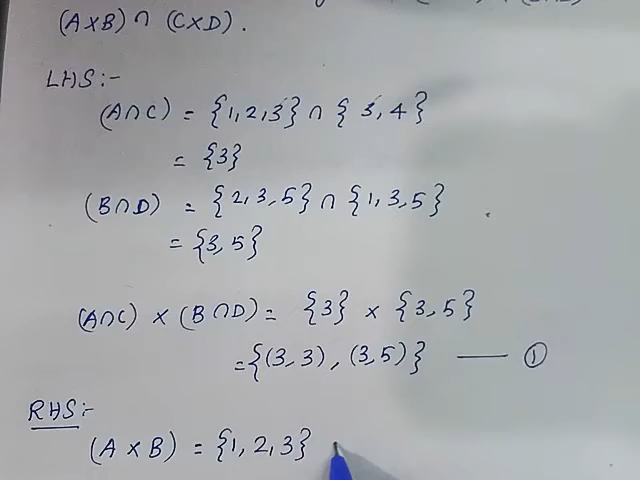 (A×B) ∩ (C×D).
LHS:-
(A∩C) = {1, 2, 3} ∩ {3, 4}
= {3}
(B∩D) = {2, 3, 5} ∩ {1, 3, 5}
= {3, 5}
(A∩C) × (B∩D) = {3} × {3, 5}
= {(3, 3), (3, 5)} —— ①
RHS:-
(A × B) = {1, 2, 3}